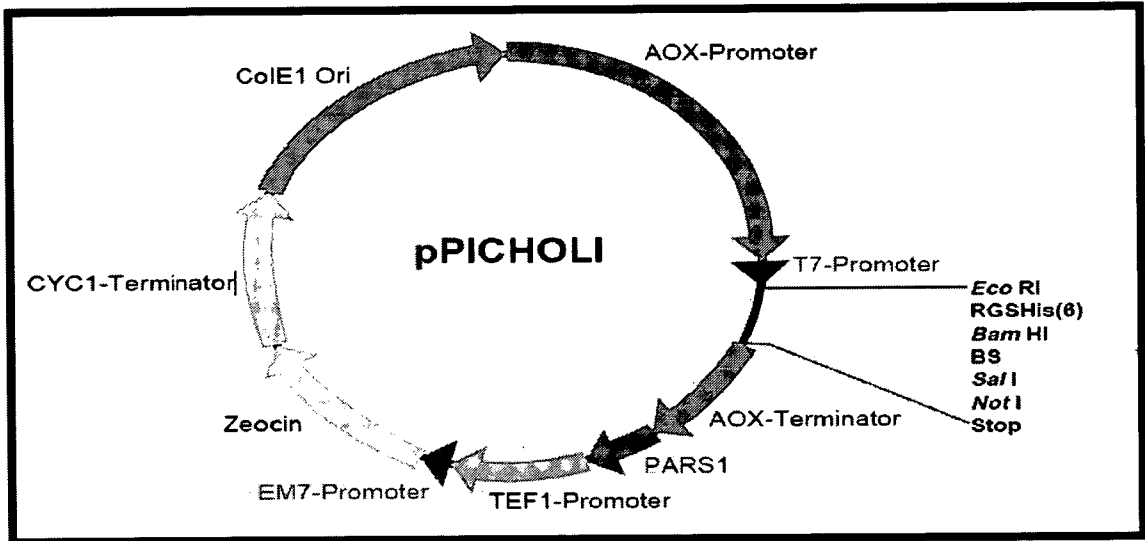 AOX-Promoter
ColE1 Ori
pPICHOLI
T7-Promoter
Eco RI
RGSHis(6)
Bam HI
BS
Sal I
Not I
Stop
CYC1-Terminator
AOX-Terminator
Zeocin
PARS1
EM7-Promoter
TEF1-Promoter